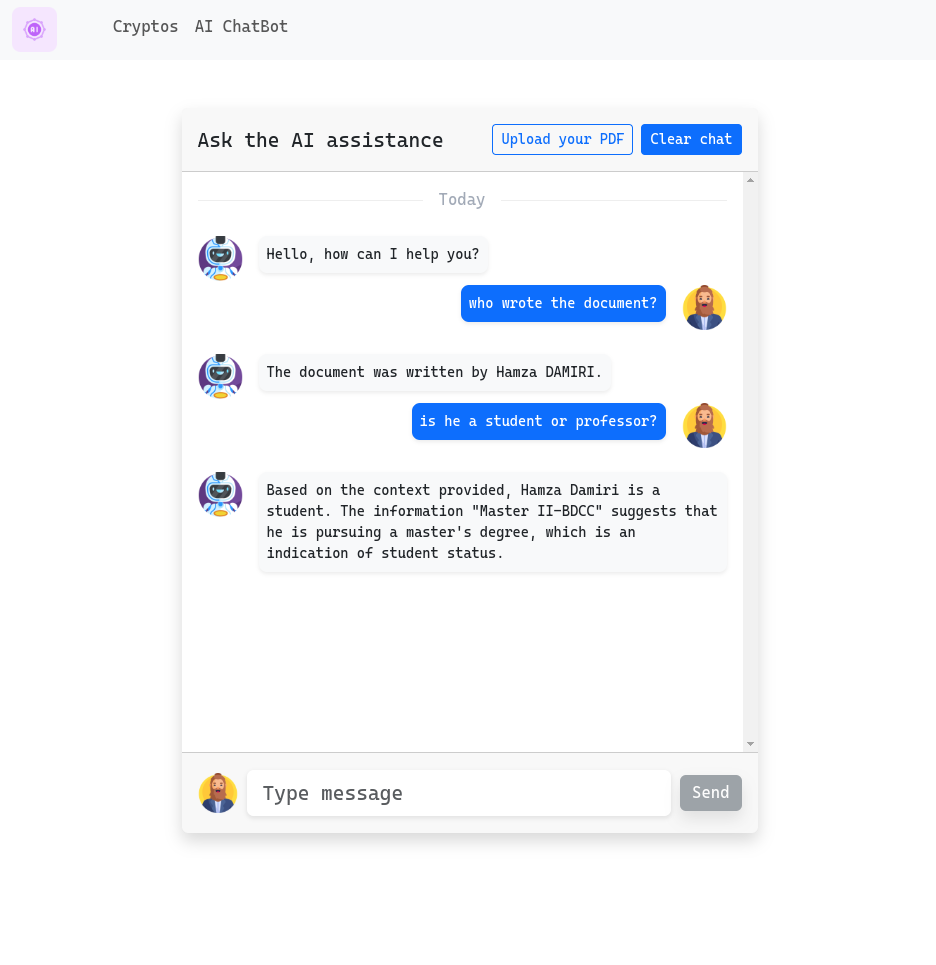 AI
Cryptos AI ChatBot
Ask the AI assistance
Upload your PDF
Clear chat
Today
Hello, how can I help you?
who wrote the document?
The document was written by Hamza DAMIRI.
is he a student or professor?
Based on the context provided, Hamza Damiri is a
student. The information "Master II-BDCC" suggests that
he is pursuing a master's degree, which is an
indication of student status.
Type message
Send